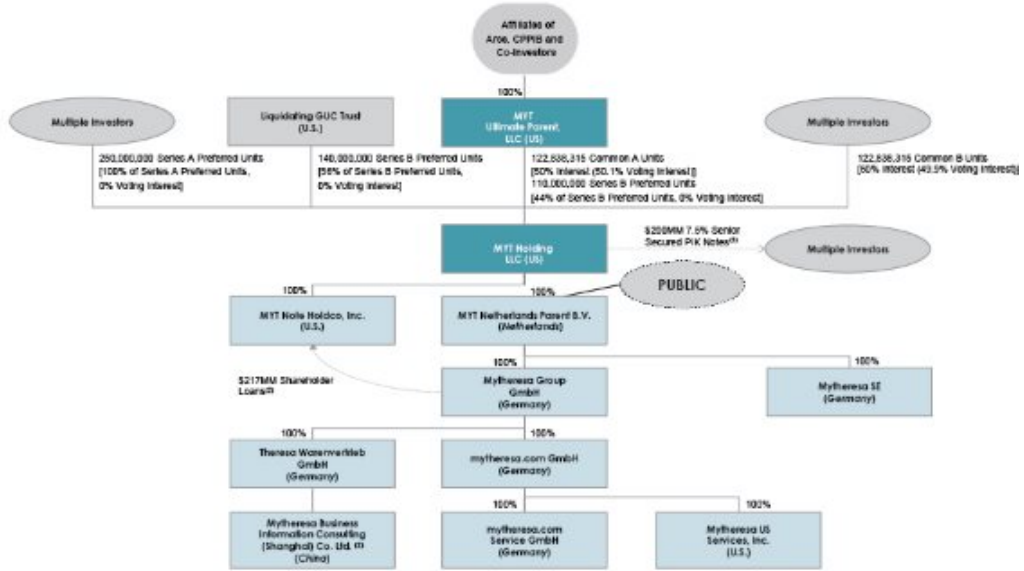 Affiliates of
Ares, CPPIB and
Co-Investors
100%
Multiple Investors
Liquidating GUC Trust
(U.S.)
MYT
Ultimate Parent,
LLC (US)
Multiple Investors
250,000,000 Series A Preferred Units
[100% of Series A Preferred Units,
0% Voting Interest]
140,000,000 Series B Preferred Units
[56% of Series B Preferred Units,
0% Voting Interest]
Common A Units
[50% Interest (50.1% Voting Interest)]
110,000,000 Series B Preferred Units
[44% of Series B Preferred Units, 0% Voting Interest]
Common B Units
[50% Interest (49.9% Voting Interest)]
MYT Holding
LLC (US)
$200MM 7.5% Senior
Secured PIK Notes
Multiple Investors
PUBLIC
100%
100%
MYT Note Holdco, Inc.
(U.S.)
MYT Netherlands Parent B.V.
(Netherlands)
$217MM Shareholder
Loans
100%
100%
Mytheresa Group
GmbH
(Germany)
Mytheresa SE
(Germany)
100%
100%
Theresa Warenvertrieb
GmbH
(Germany)
mytheresa.com GmbH
(Germany)
100%
100%
Mytheresa Business
Information Consulting
(Shanghai) Co. Ltd.
(China)
mytheresa.com
Service GmbH
(Germany)
Mytheresa US
Services, Inc.
(U.S.)